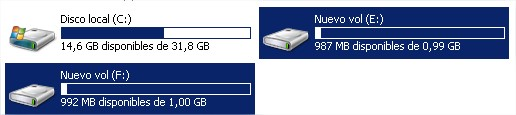 Disco local (C:)
14,6 GB disponibles de 31,8 GB
Nuevo vol (E:)
987 MB disponibles de 0,99 GB
Nuevo vol (F:)
992 MB disponibles de 1,00 GB